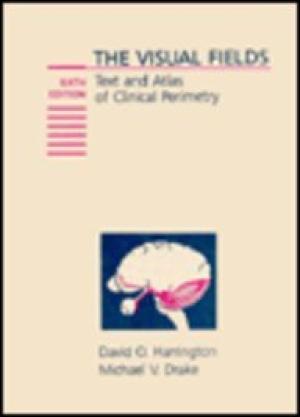 THE VISUAL FIELDS
SIXTH
EDITION
Text and Atlas
of Clinical Perimetry
David O. Harrington
Michael V. Drake